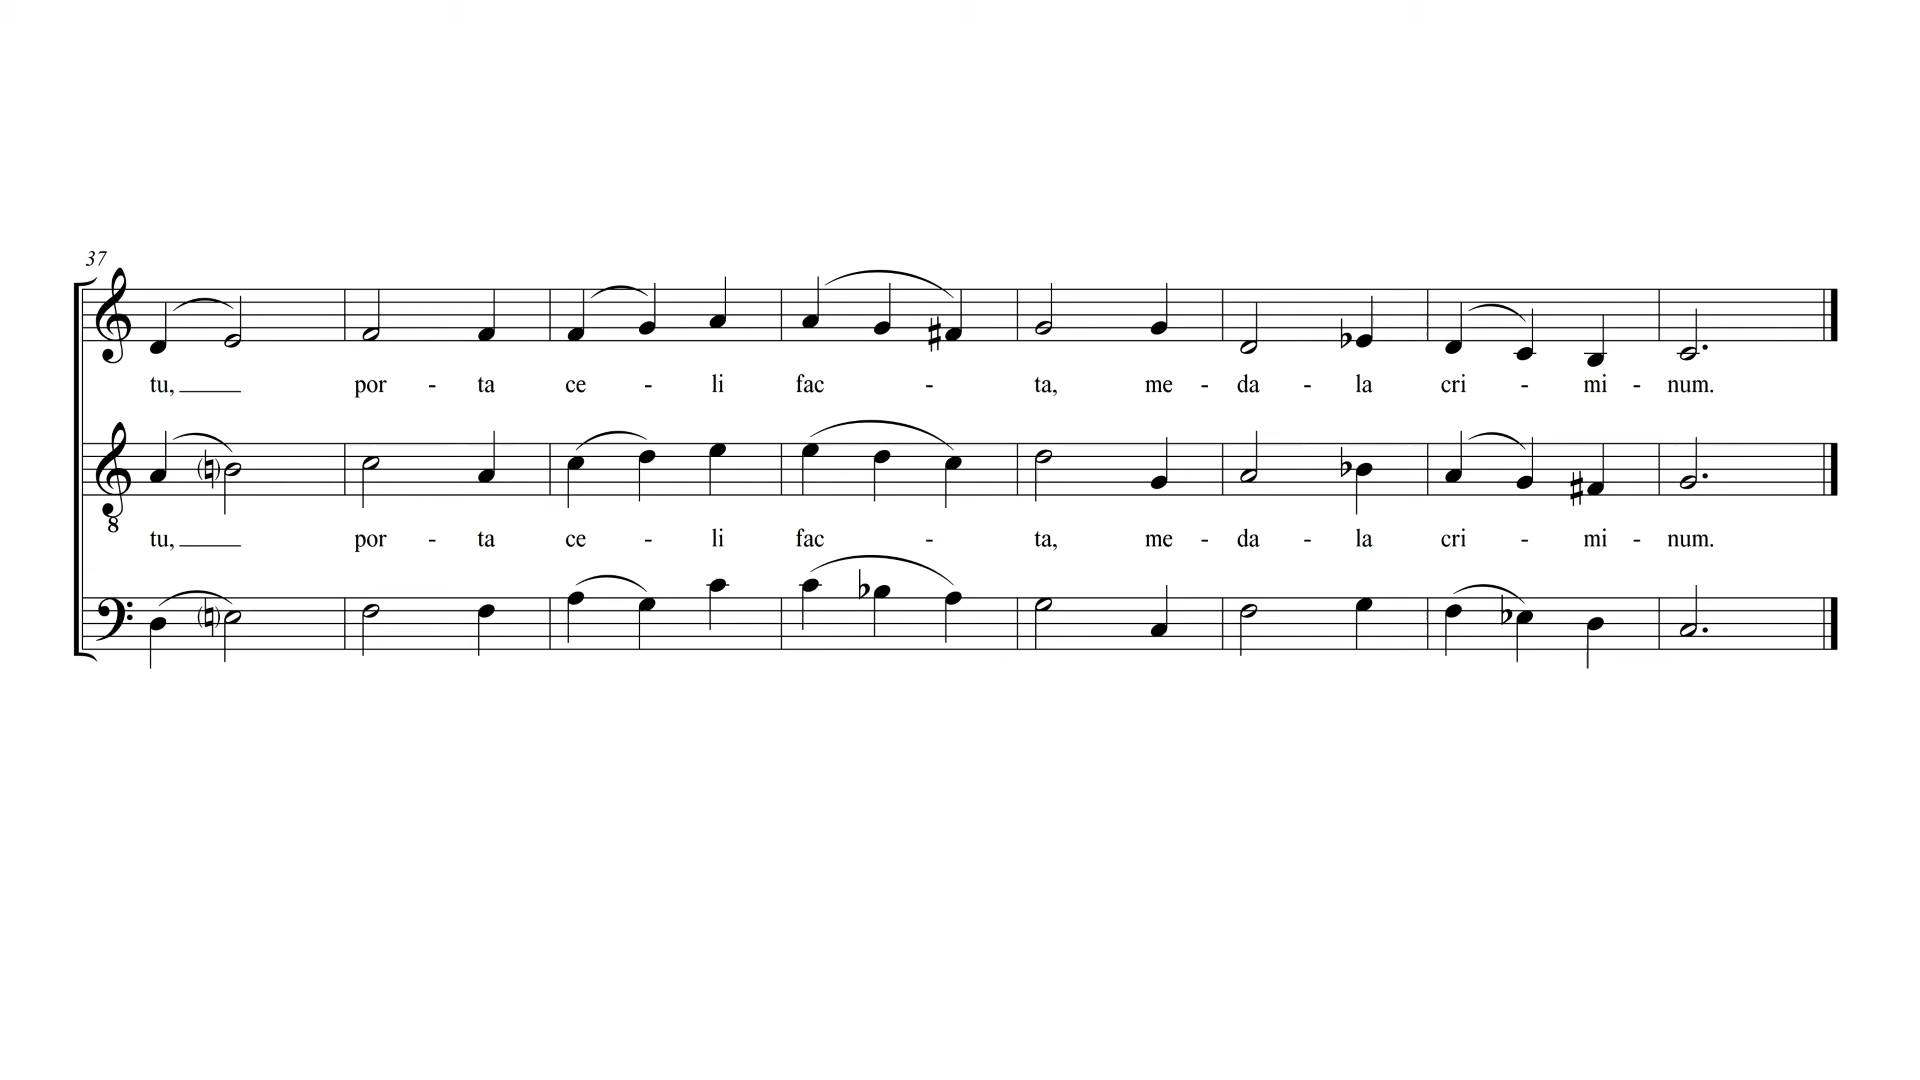 37
tu, por - ta ce - li fac - ta, me - da - la cri - mi - num.
8
tu, por - ta ce - li fac - ta, me - da - la cri - mi - num.